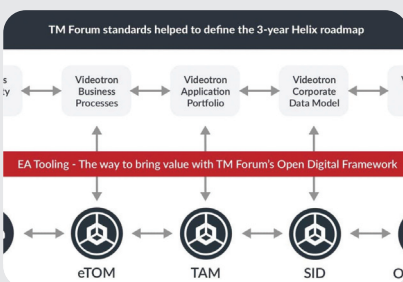 TM Forum standards helped to define the 3-year Helix roadmap
s
ty
Videotron
Business
Processes
Videotron
Application
Portfolio
Videotron
Corporate
Data Model
V
EA Tooling - The way to bring value with TM Forum's Open Digital Framework
eTOM
TAM
SID
O